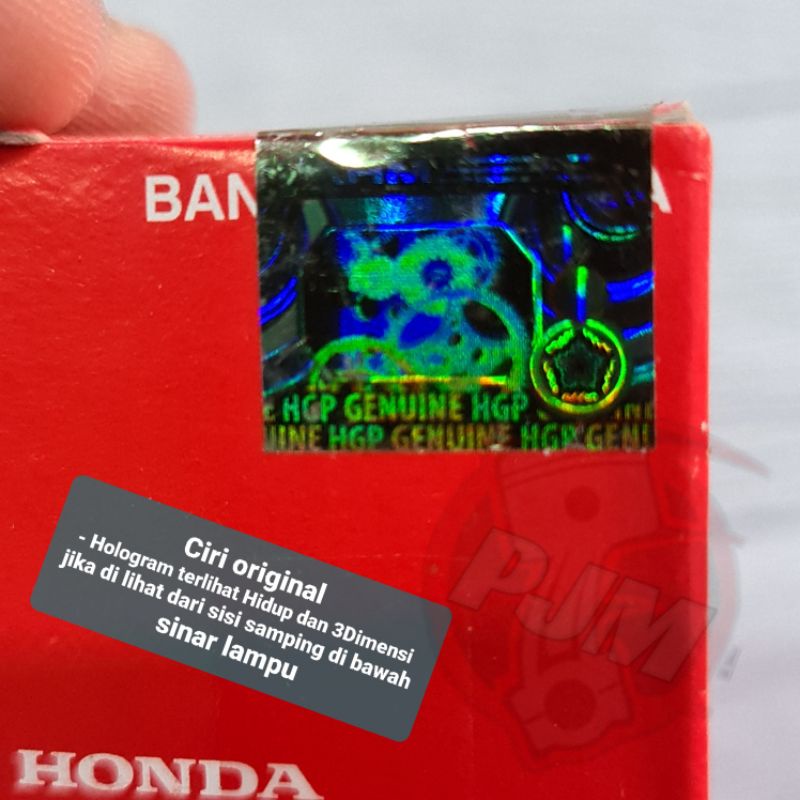 BAN
E HGP GENUINE HGP
UINE HGP GENUINE HGP GENU
Ciri original
- Hologram terlihat Hidup dan 3Dimensi
jika di lihat dari sisi samping di bawah
sinar lampu
PJM
HONDA